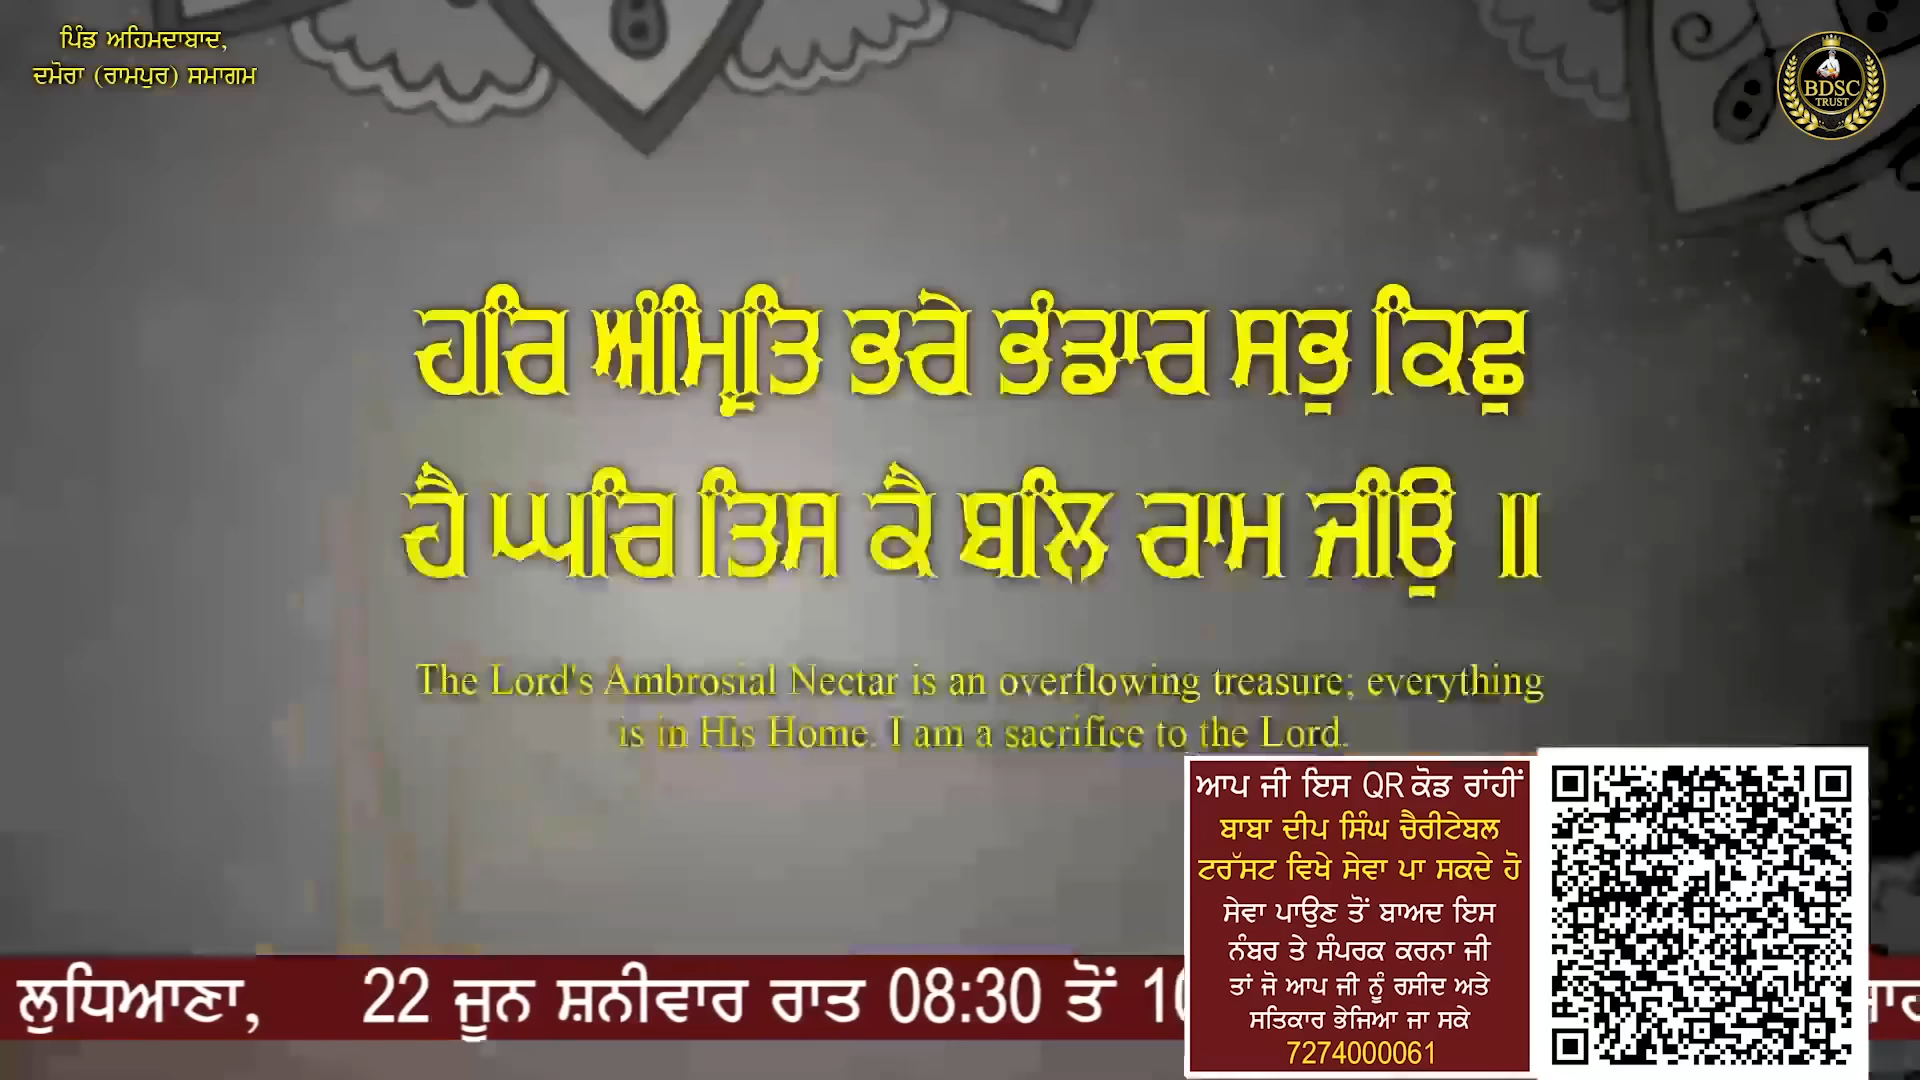 ਪਿੰਡ ਅਹਿਮਦਾਬਾਦ,
ਦਮੋਰਾ (ਰਾਮਪੁਰ) ਸਮਾਗਮ
BDSC
TRUST
ਹਰਿ ਅੰਮ੍ਰਿਤਿ ਭਰੇ ਭੰਡਾਰ ਸਭੁ ਕਿਛੁ
ਹੈ ਘਰਿ ਤਿਸ ਕੈ ਬਲਿ ਰਾਮ ਜੀਉ ॥
The Lord's Ambrosial Nectar is an overflowing treasure; everything
is in His Home. I am a sacrifice to the Lord.
ਆਪ ਜੀ ਇਸ QR ਕੋਡ ਰਾਂਹੀਂ
ਬਾਬਾ ਦੀਪ ਸਿੰਘ ਚੈਰੀਟੇਬਲ
ਟਰੱਸਟ ਵਿਖੇ ਸੇਵਾ ਪਾ ਸਕਦੇ ਹੋ
ਸੇਵਾ ਪਾਉਣ ਤੋਂ ਬਾਅਦ ਇਸ
ਨੰਬਰ ਤੇ ਸੰਪਰਕ ਕਰਨਾ ਜੀ
ਤਾਂ ਜੋ ਆਪ ਜੀ ਨੂੰ ਰਸੀਦ ਅਤੇ
ਸਤਿਕਾਰ ਭੇਜਿਆ ਜਾ ਸਕੇ
7274000061
ਲੁਧਿਆਣਾ, 22 ਜੂਨ ਸ਼ਨੀਵਾਰ ਰਾਤ 08:30 ਤੋਂ